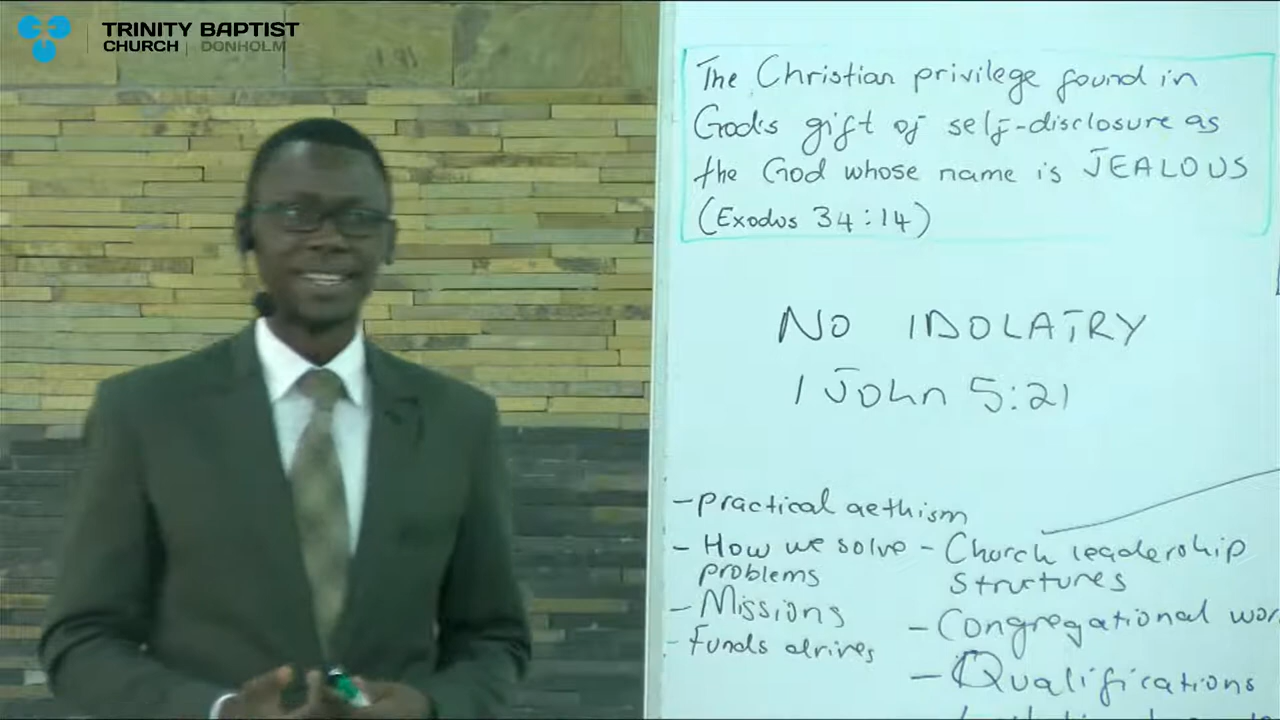 TRINITY BAPTIST
CHURCH | DONHOLM
The Christian privilege found in
God's gift of self-disclosure as
the God whose name is JEALOUS
(Exodus 34:14)
NO IDOLATRY
1 John 5:21
- practical aethism
- How we solve
problems
- Missions
- Funds drives
- Church leadership
structures
- Congregational wor
- Qualifications